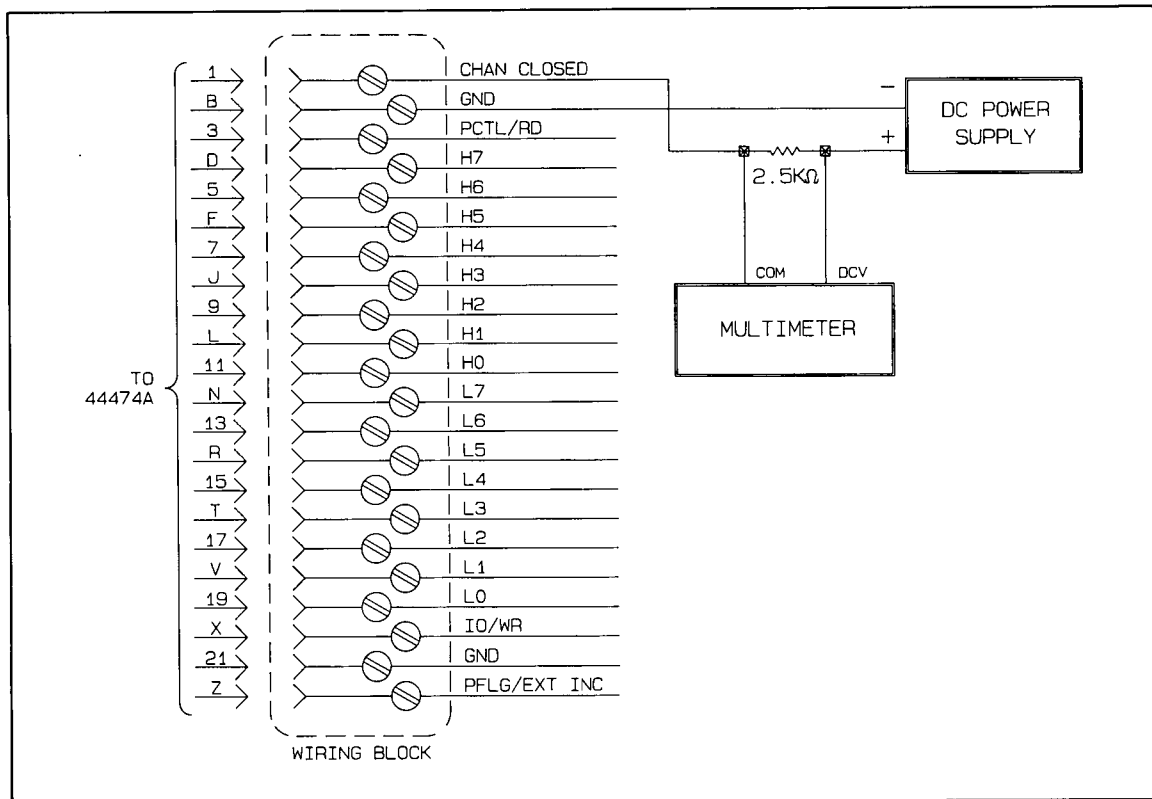 1 CHAN CLOSED
B GND
3 PCTL/RD
D H7
5 H6
F H5
7 H4
J H3
9 H2
L H1
11 H0
N L7
13 L6
R L5
15 L4
T L3
17 L2
V L1
19 L0
X IO/WR
21 GND
Z PFLG/EXT INC
TO
44474A
WIRING BLOCK
−
+
DC POWER
SUPPLY
2.5KΩ
COM DCV
MULTIMETER